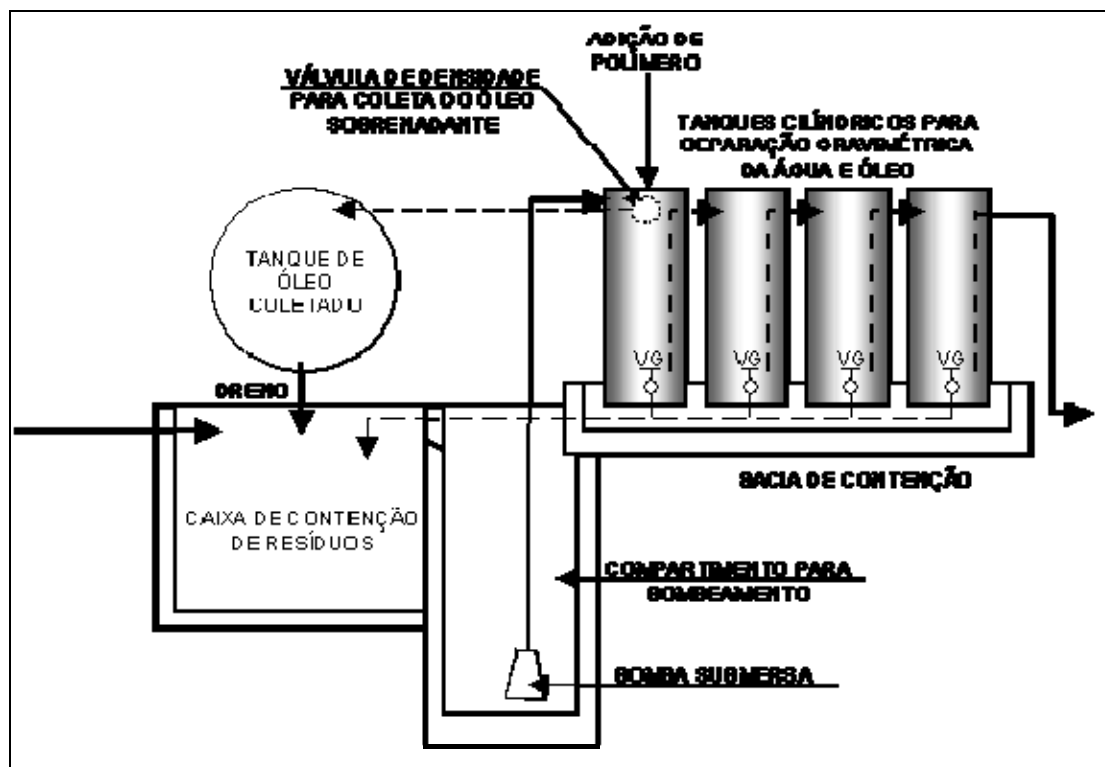 ADIÇÃO DE
POLÍMERO
VÁLVULA DE DENSIDADE
PARA COLETA DO ÓLEO
SOBRENADANTE
TANQUES CILÍNDRICOS PARA
SEPARAÇÃO GRAVIMÉTRICA
DA ÁGUA E ÓLEO
TANQUE DE
ÓLEO
COLETADO
VG VG VG VG
DRENO
BACIA DE CONTENÇÃO
CAIXA DE CONTENÇÃO
DE RESÍDUOS
COMPARTIMENTO PARA
BOMBEAMENTO
BOMBA SUBMERSA